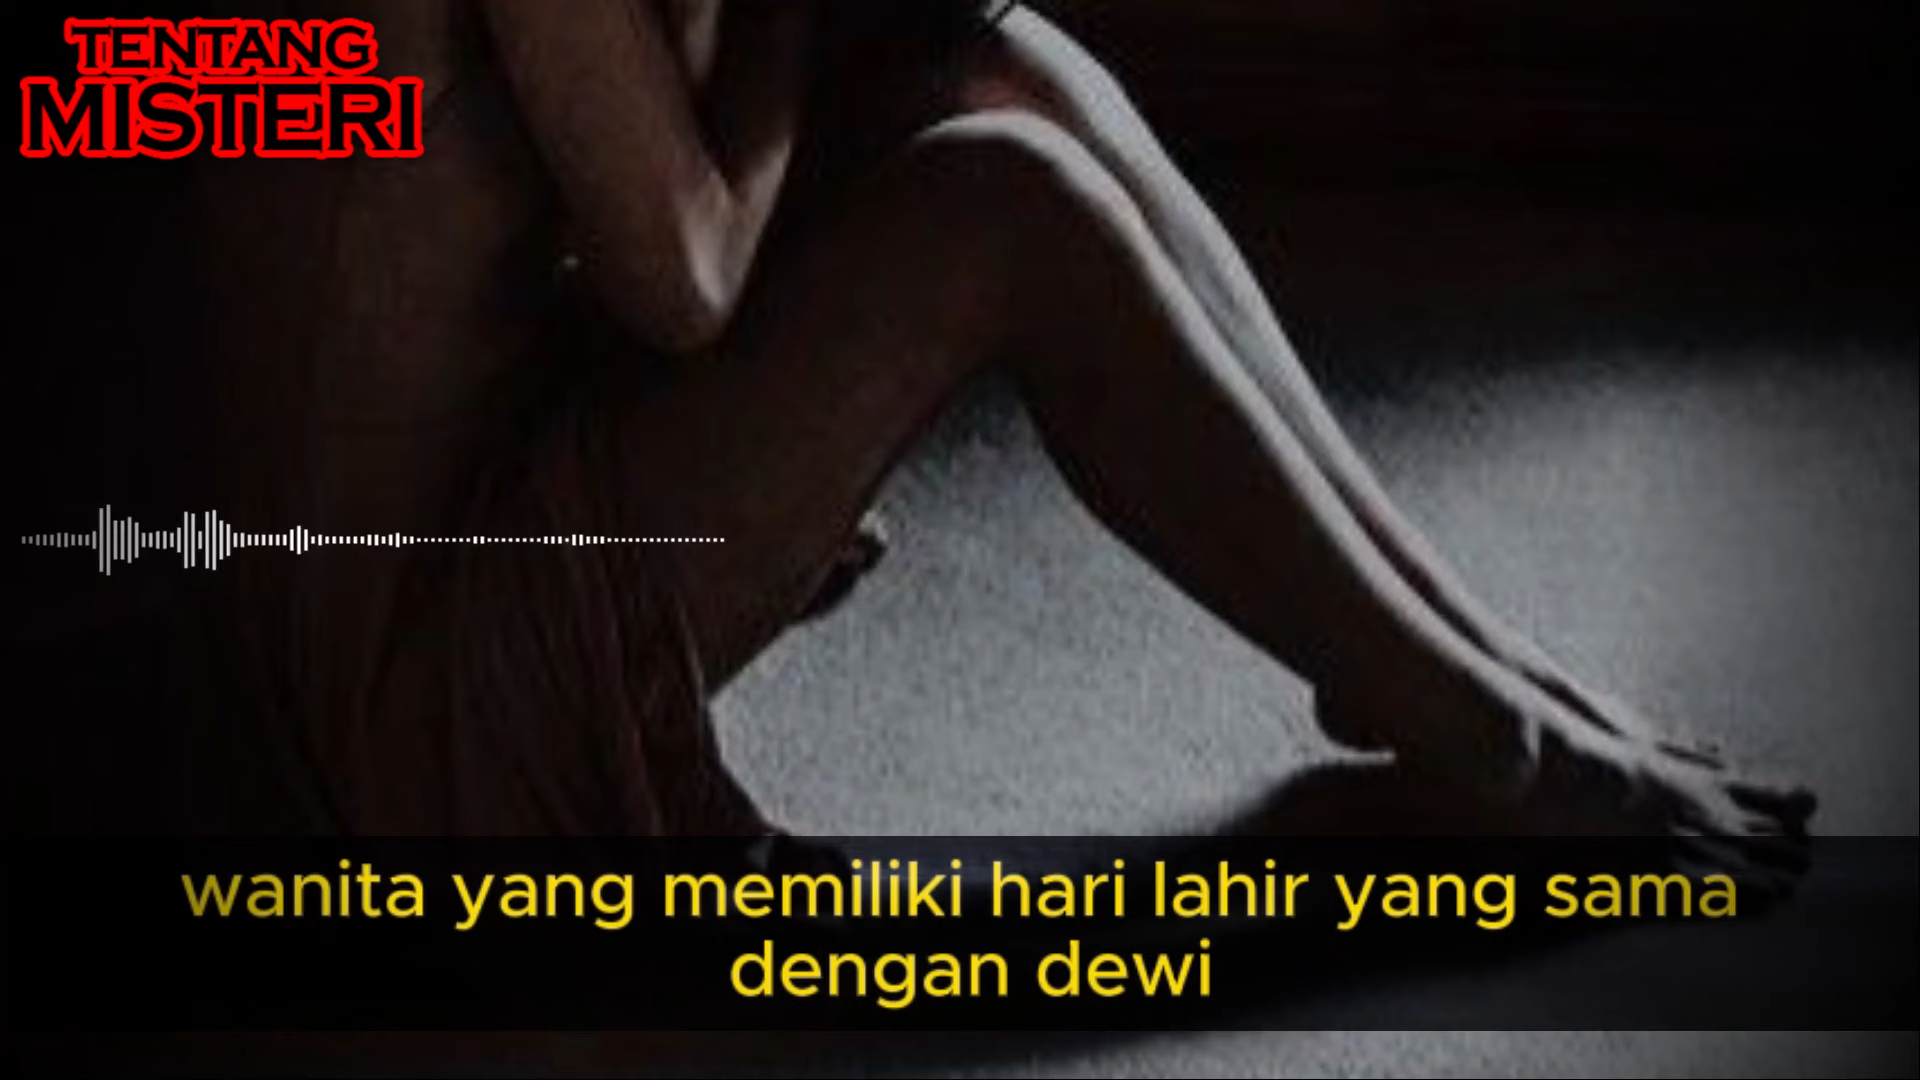 TENTANG
MISTERI
wanita yang memiliki hari lahir yang sama
dengan dewi